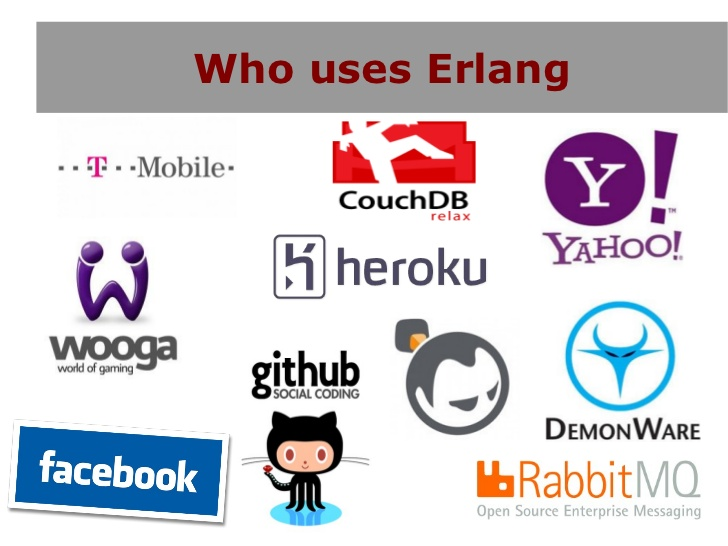 Who uses Erlang
T Mobile
CouchDB
relax
Y!
™
YAHOO!
heroku
wooga
world of gaming
github
SOCIAL CODING
DEMONWARE
facebook
RabbitMQ
Open Source Enterprise Messaging